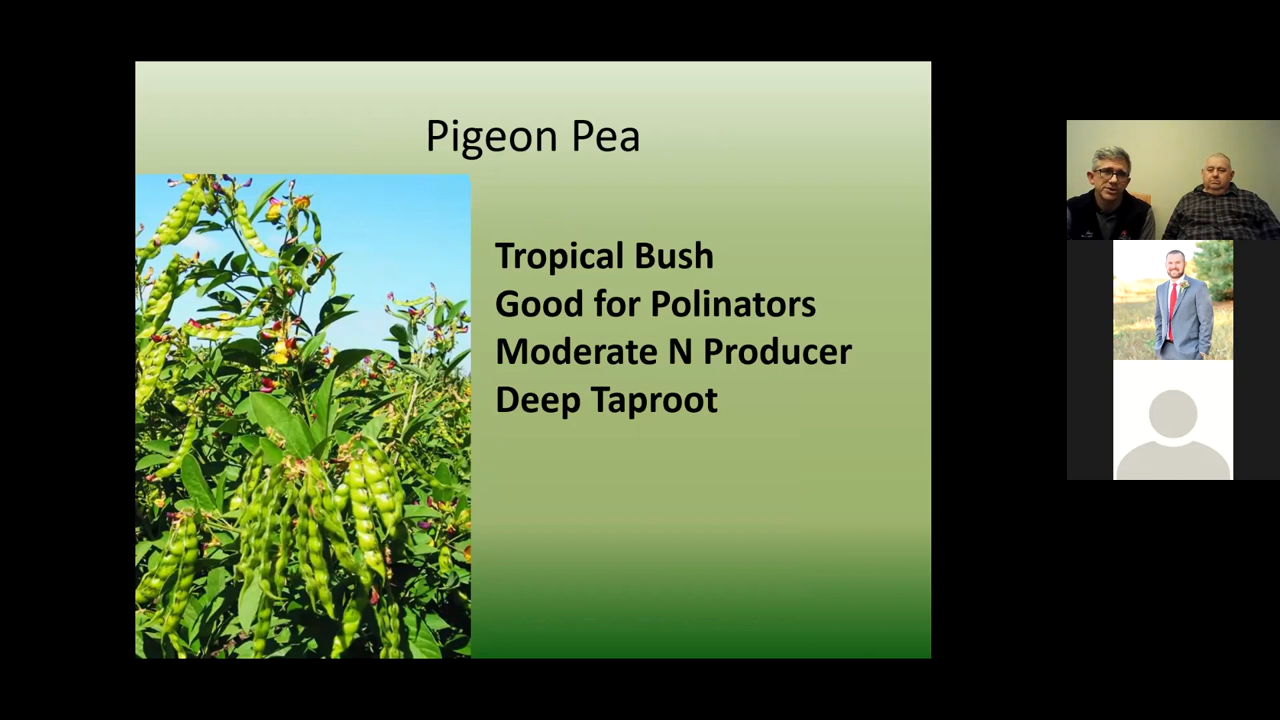 Pigeon Pea
Tropical Bush
Good for Polinators
Moderate N Producer
Deep Taproot